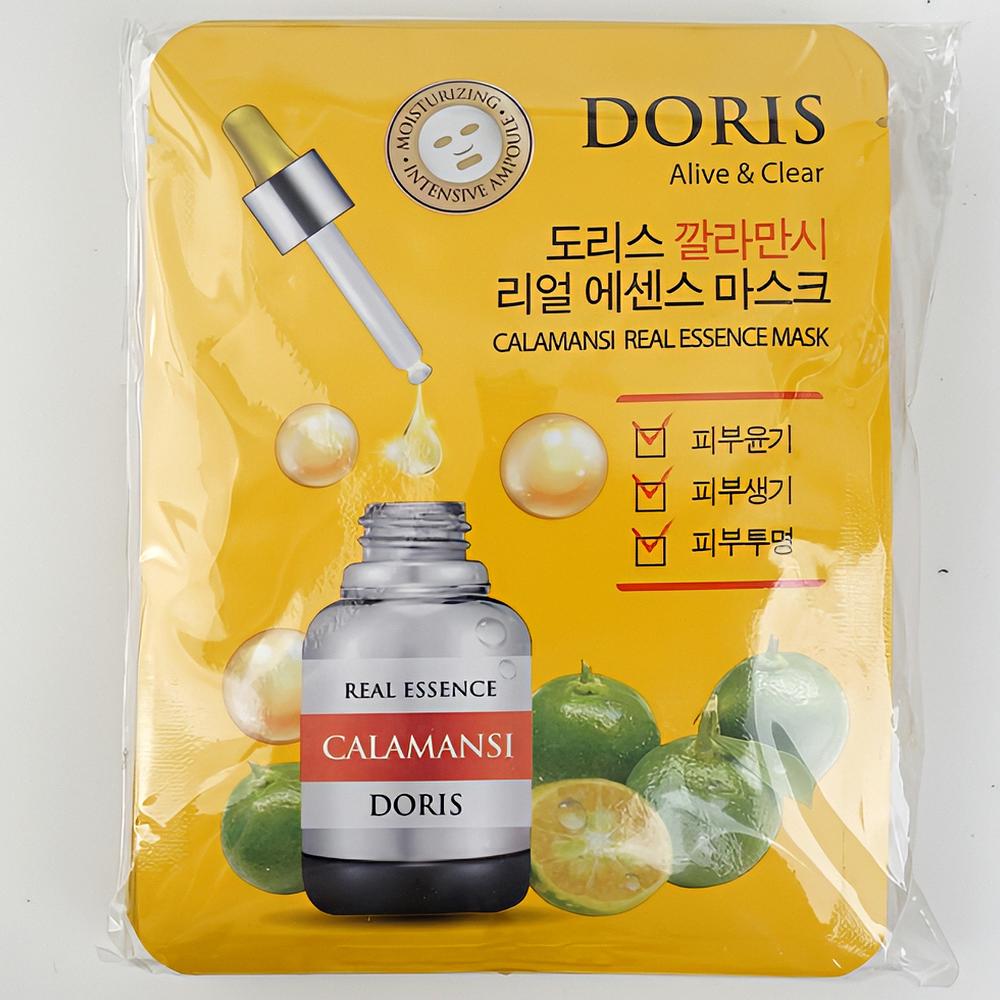 MOISTURIZING
INTENSIVE AMPOULE
DORIS
Alive & Clear
도리스 깔라만시
리얼 에센스 마스크
CALAMANSI REAL ESSENCE MASK
피부윤기
피부생기
피부투명
REAL ESSENCE
CALAMANSI
DORIS